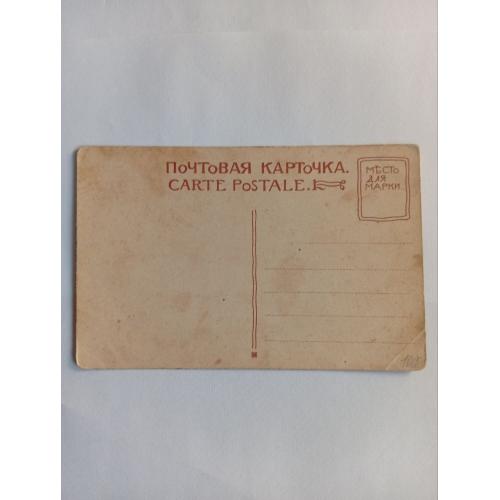 ПОЧТОВАЯ КАРТОЧКА.
CARTE POSTALE.
МѢСТО
ДЛЯ
МАРКИ.